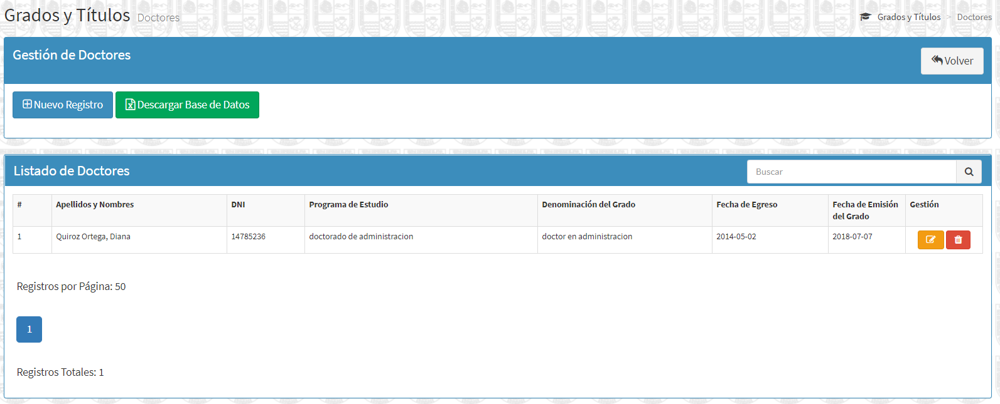 Grados y Títulos Doctores
Grados y Títulos > Doctores
Gestión de Doctores
Volver
Nuevo Registro Descargar Base de Datos
Listado de Doctores
Buscar
# Apellidos y Nombres DNI Programa de Estudio Denominación del Grado Fecha de Egreso Fecha de Emisión del Grado Gestión
1 Quiroz Ortega, Diana 14785236 doctorado de administracion doctor en administracion 2014-05-02 2018-07-07
Registros por Página: 50
1
Registros Totales: 1